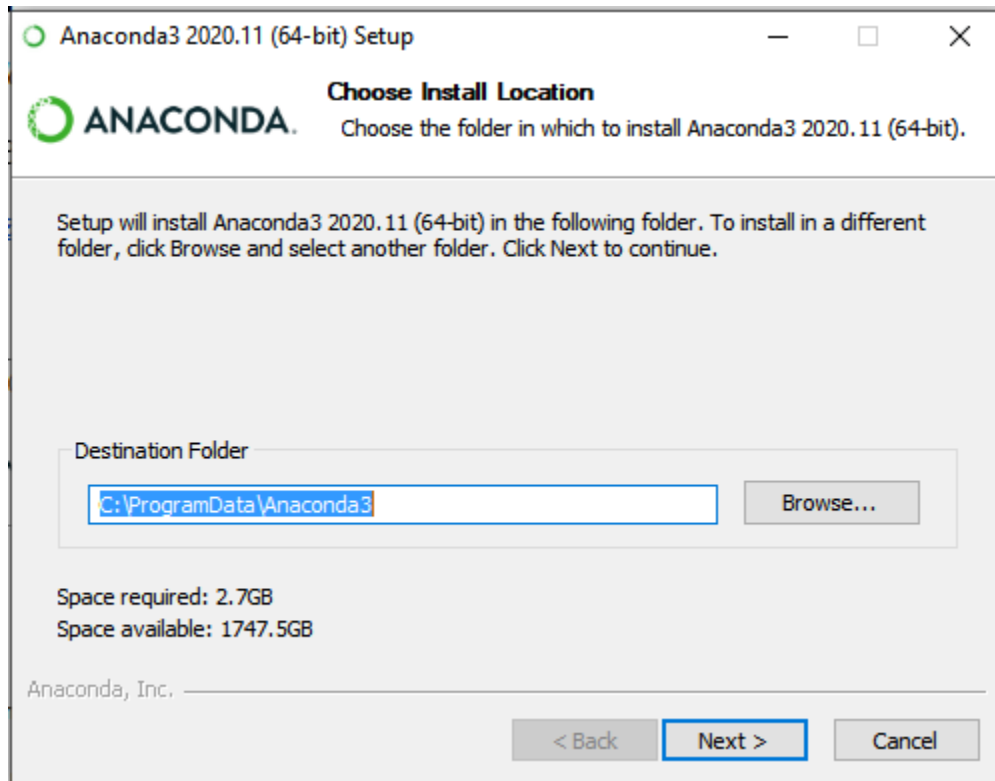 Anaconda3 2020.11 (64-bit) Setup
ANACONDA.
Choose Install Location
Choose the folder in which to install Anaconda3 2020.11 (64-bit).
Setup will install Anaconda3 2020.11 (64-bit) in the following folder. To install in a different
folder, click Browse and select another folder. Click Next to continue.
Destination Folder
C:\ProgramData\Anaconda3
Browse...
Space required: 2.7GB
Space available: 1747.5GB
Anaconda, Inc.
< Back
Next >
Cancel